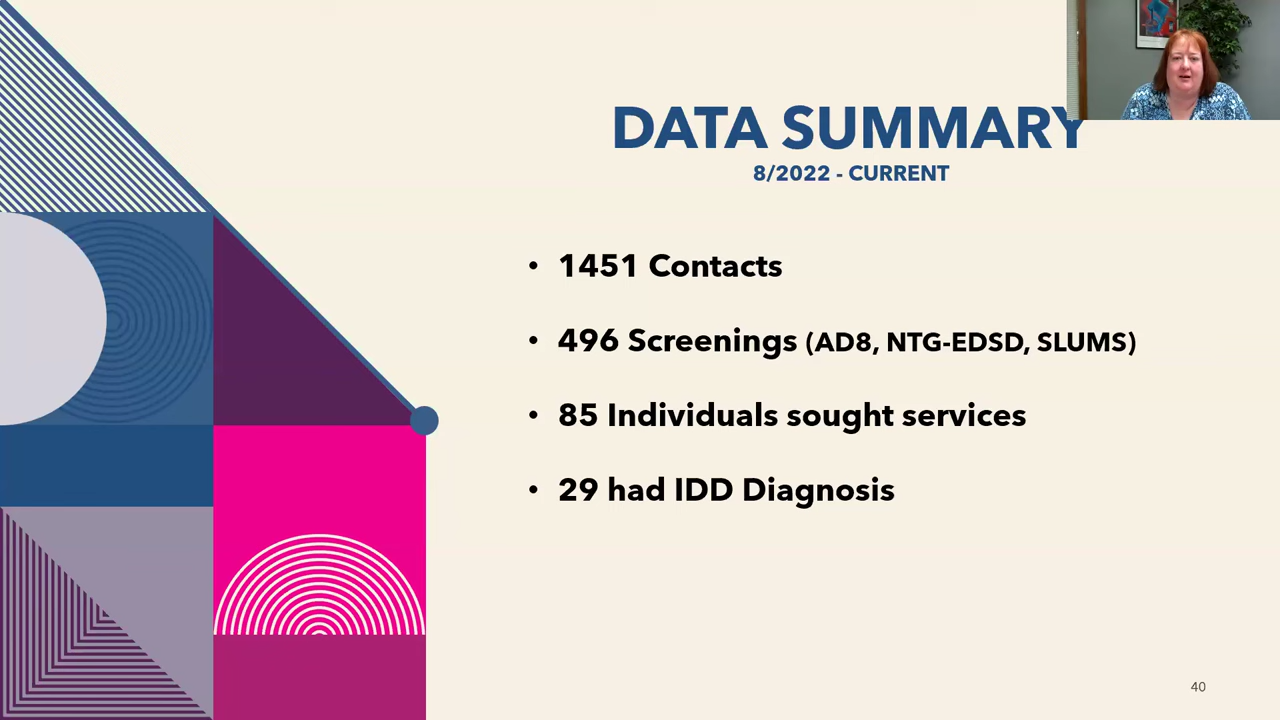 DATA SUMMARY
8/2022 - CURRENT
• 1451 Contacts
• 496 Screenings (AD8, NTG-EDSD, SLUMS)
• 85 Individuals sought services
• 29 had IDD Diagnosis
40